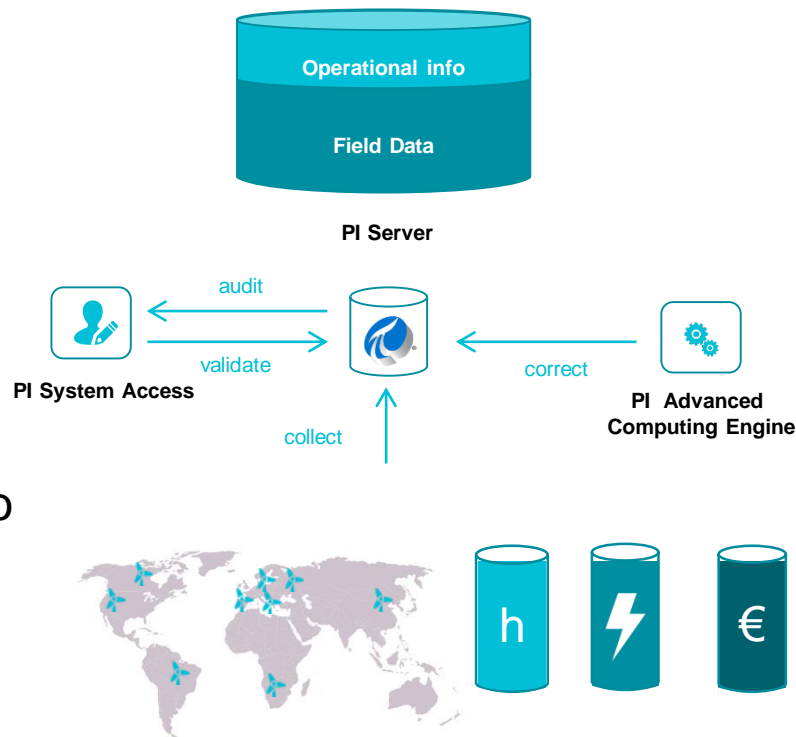 Operational info
Field Data
PI Server
audit
validate
correct
PI System Access
PI Advanced
Computing Engine
collect
h
€